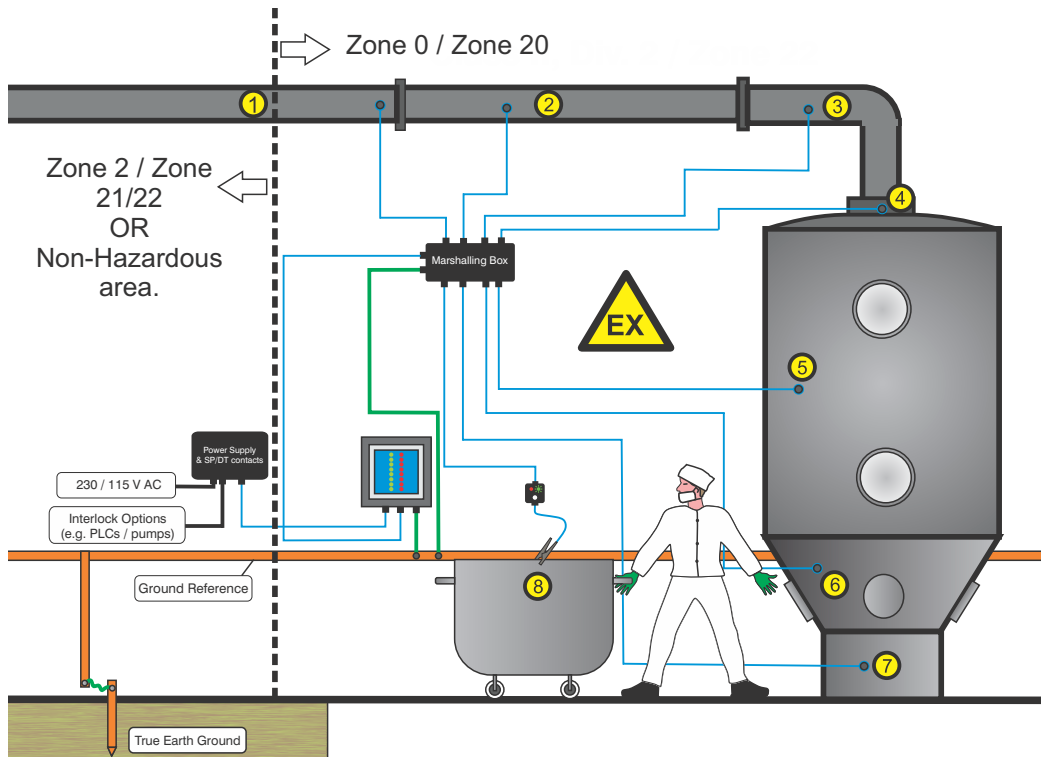 Zone 0 / Zone 20
1
2
3
Zone 2 / Zone
21/22
OR
Non-Hazardous
area.
4
Marshalling Box
EX
5
Power Supply
& SP/DT contacts
230 / 115 V AC
Interlock Options
(e.g. PLCs / pumps)
Ground Reference
8
6
7
True Earth Ground